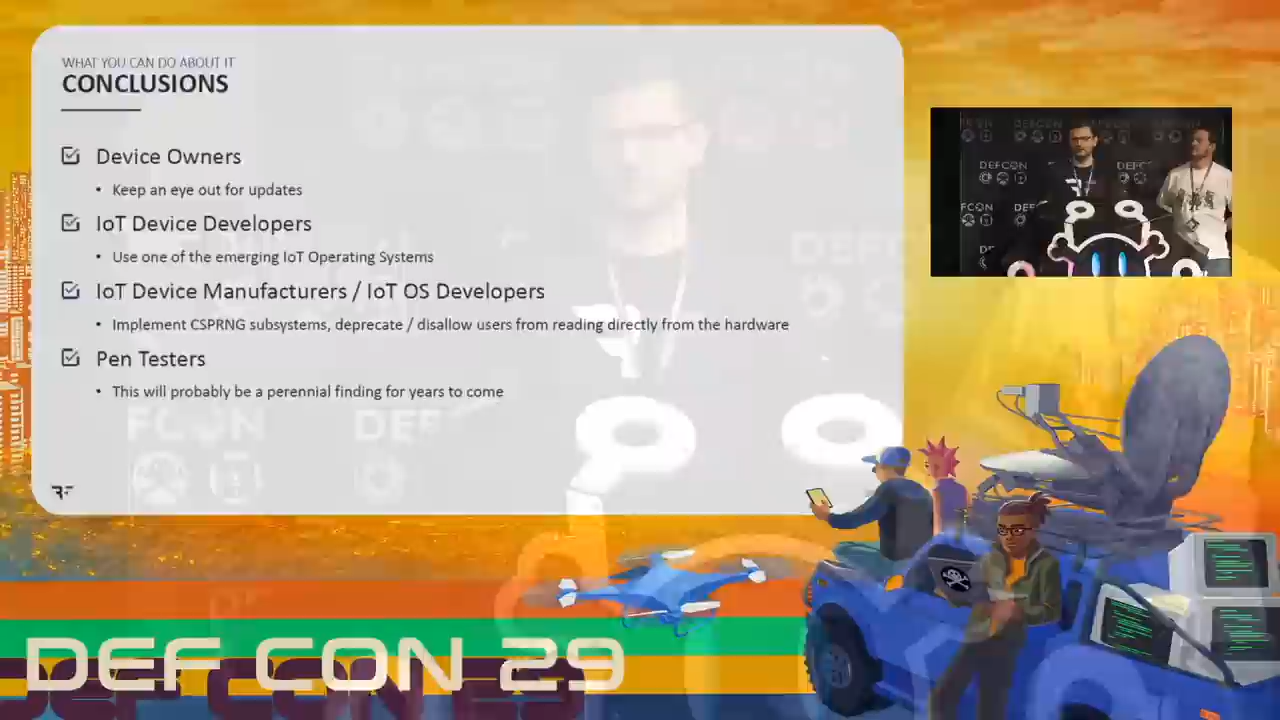 WHAT YOU CAN DO ABOUT IT
CONCLUSIONS
Device Owners
• Keep an eye out for updates
IoT Device Developers
• Use one of the emerging IoT Operating Systems
IoT Device Manufacturers / IoT OS Developers
• Implement CSPRNG subsystems, deprecate / disallow users from reading directly from the hardware
Pen Testers
• This will probably be a perennial finding for years to come
DEFCON
DEF CON 29